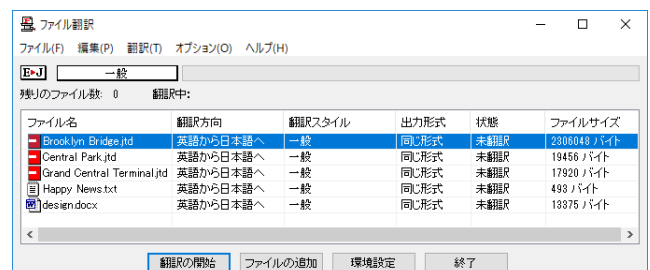 ファイル翻訳
ファイル(F) 編集(P) 翻訳(T) オプション(O) ヘルプ(H)
E▸J 一般
残りのファイル数: 0 翻訳中:
ファイル名 翻訳方向 翻訳スタイル 出力形式 状態 ファイルサイズ
Brooklyn Bridge.jtd 英語から日本語へ 一般 同じ形式 未翻訳 2306048 バイト
Central Park.jtd 英語から日本語へ 一般 同じ形式 未翻訳 19456 バイト
Grand Central Terminal.jtd 英語から日本語へ 一般 同じ形式 未翻訳 17920 バイト
Happy News.txt 英語から日本語へ 一般 同じ形式 未翻訳 493 バイト
design.docx 英語から日本語へ 一般 同じ形式 未翻訳 13375 バイト
翻訳の開始 ファイルの追加 環境設定 終了